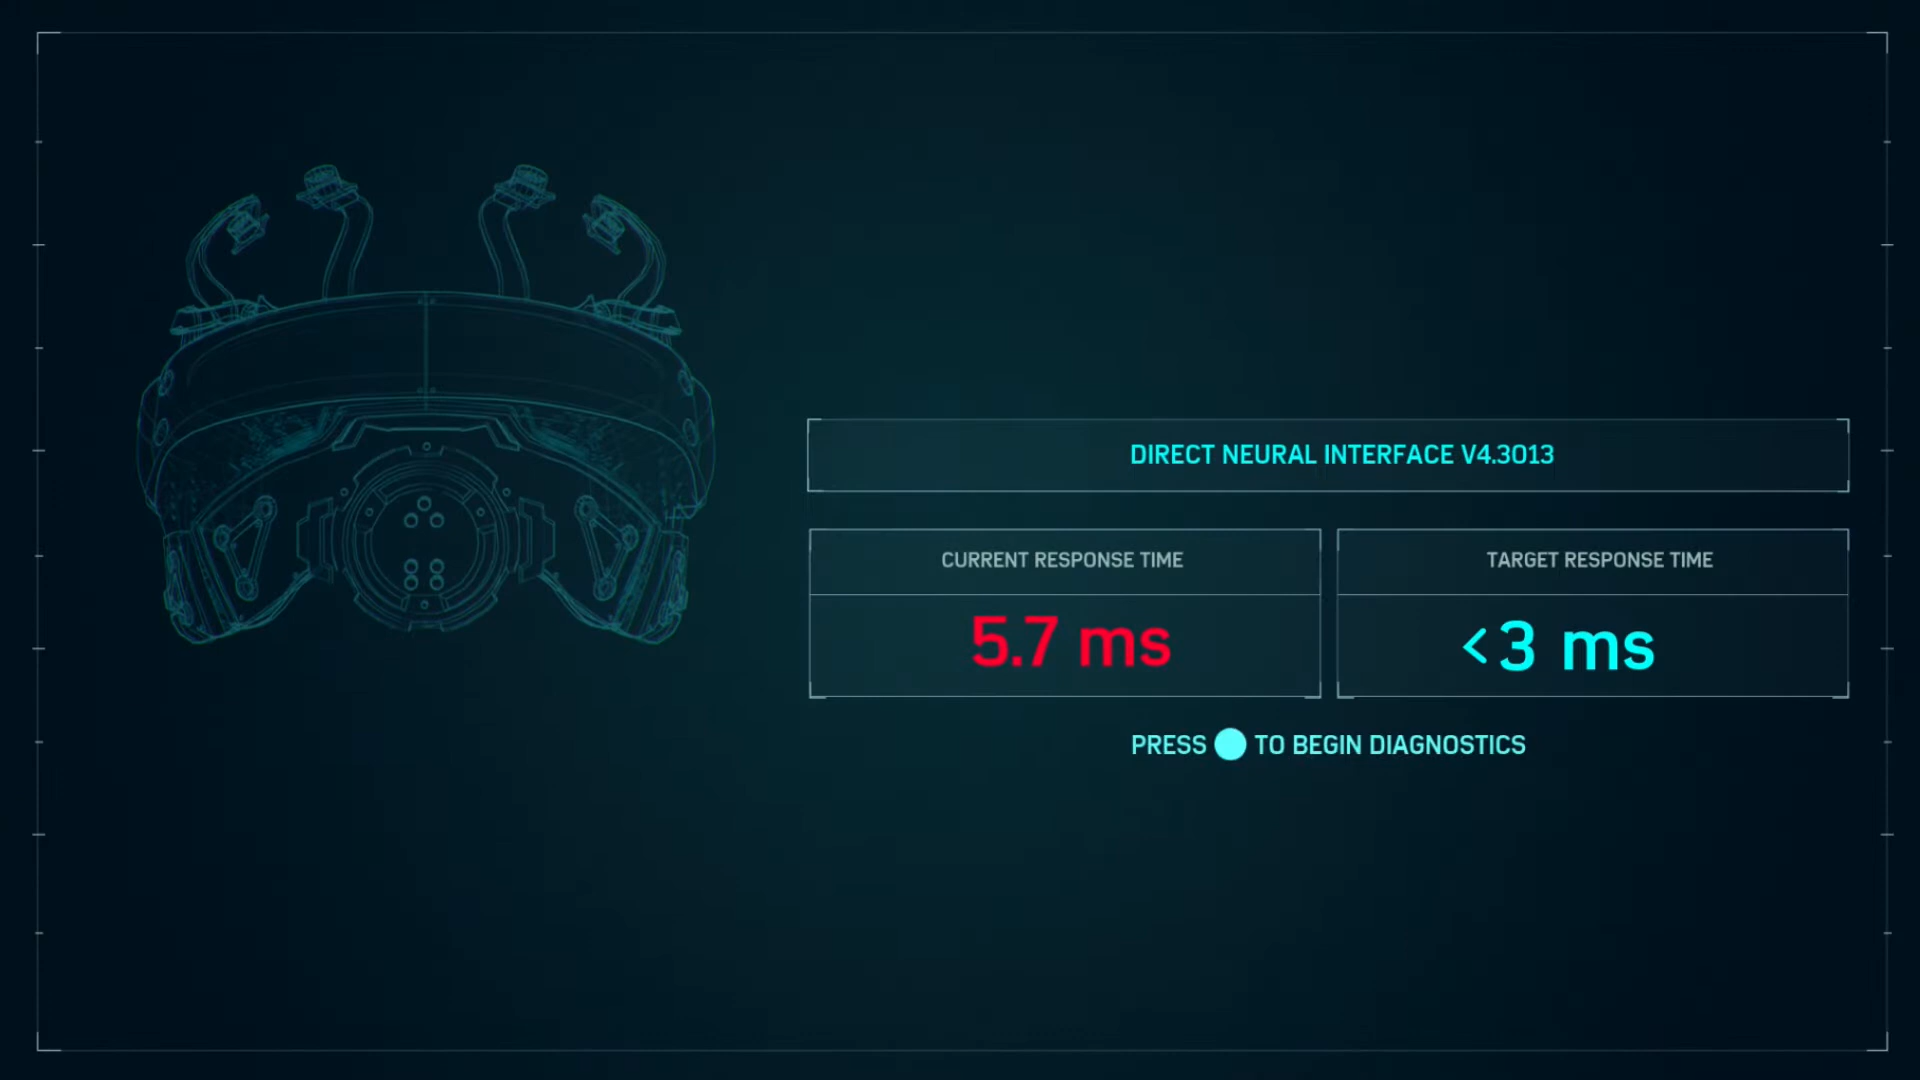 DIRECT NEURAL INTERFACE V4.3013
CURRENT RESPONSE TIME
5.7 ms
TARGET RESPONSE TIME
<3 ms
PRESS TO BEGIN DIAGNOSTICS